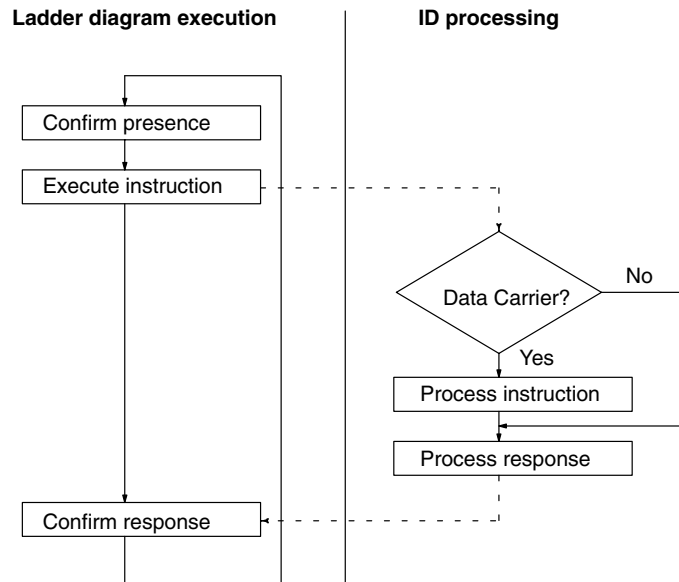 Ladder diagram execution
ID processing
Confirm presence
Execute instruction
Data Carrier?
No
Yes
Process instruction
Process response
Confirm response